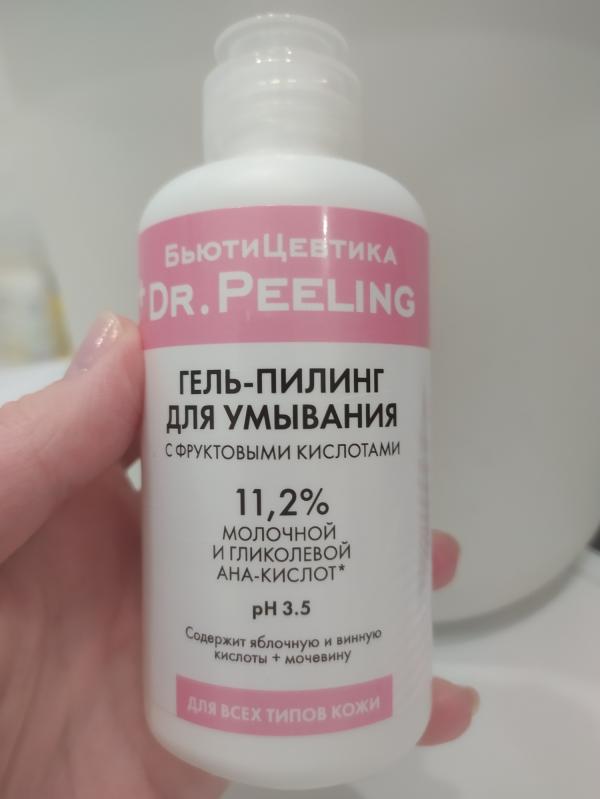 БьютиЦевтика
Dr. Peeling
ГЕЛЬ-ПИЛИНГ
ДЛЯ УМЫВАНИЯ
С ФРУКТОВЫМИ КИСЛОТАМИ
11,2%
МОЛОЧНОЙ
И ГЛИКОЛЕВОЙ
АНА-КИСЛОТ*
pH 3.5
Содержит яблочную и винную
кислоты + мочевину
ДЛЯ ВСЕХ ТИПОВ КОЖИ